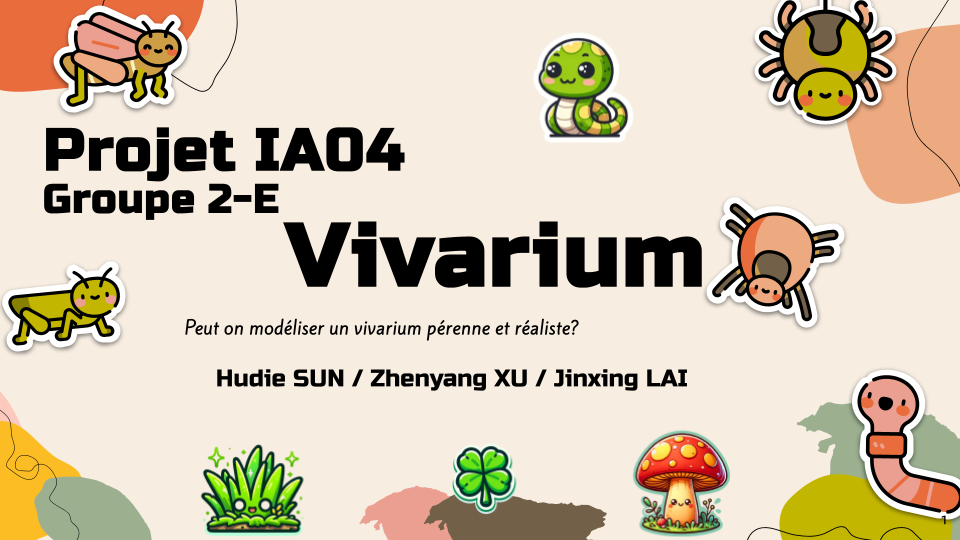 Projet IA04
Groupe 2-E
Vivarium
Peut on modéliser un vivarium pérenne et réaliste?
Hudie SUN / Zhenyang XU / Jinxing LAI
1